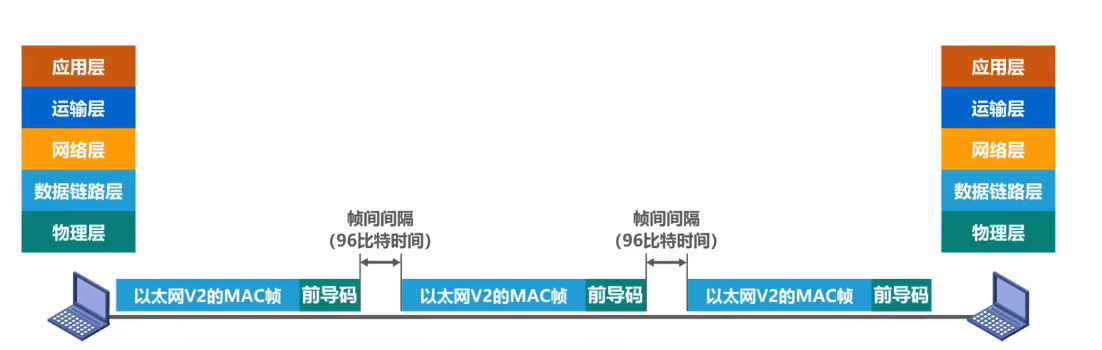 应用层
运输层
网络层
数据链路层
物理层
应用层
运输层
网络层
数据链路层
物理层
帧间间隔
(96比特时间)
帧间间隔
(96比特时间)
以太网V2的MAC帧 前导码 以太网V2的MAC帧 前导码 以太网V2的MAC帧 前导码